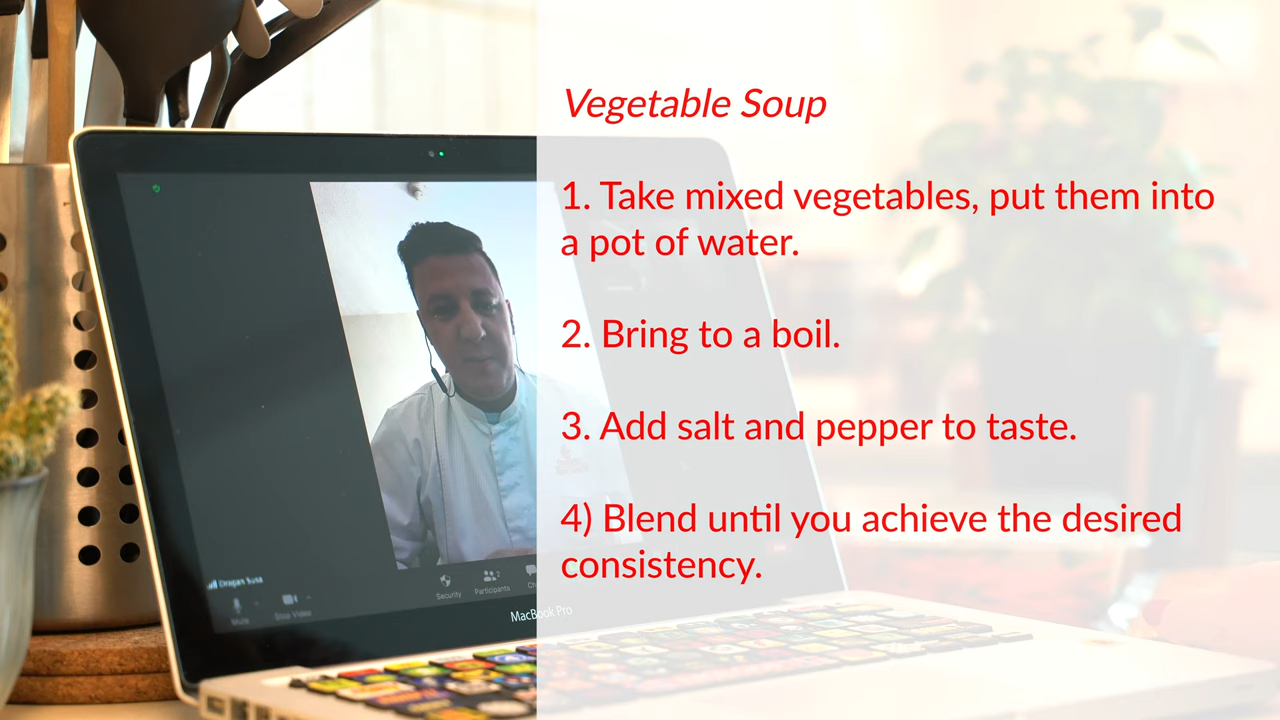 Vegetable Soup
1. Take mixed vegetables, put them into
a pot of water.
2. Bring to a boil.
3. Add salt and pepper to taste.
4) Blend until you achieve the desired
consistency.
Dragan Susa
Mute
Stop Video
Security
Participants
MacBook Pro